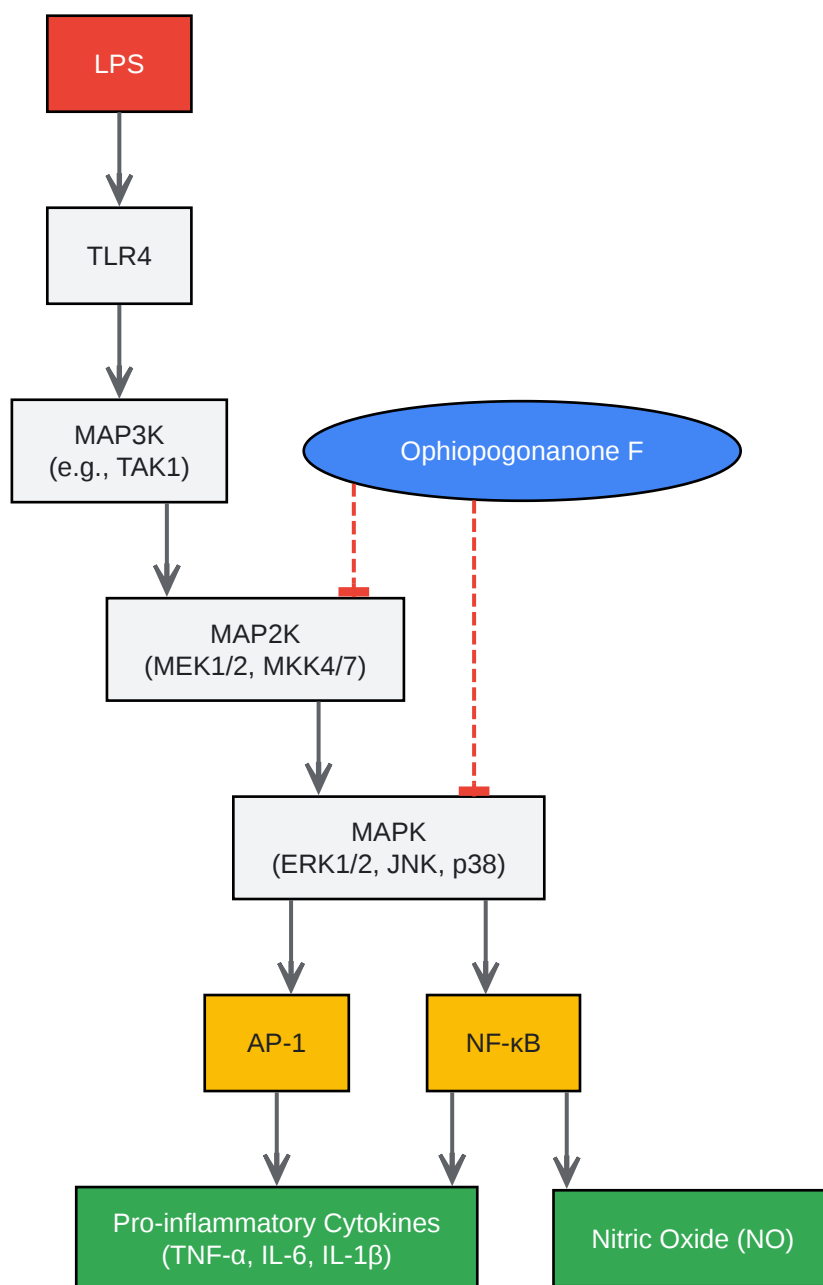 LPS
TLR4
MAP3K
(e.g., TAK1)
Ophiopogonanone F
MAP2K
(MEK1/2, MKK4/7)
MAPK
(ERK1/2, JNK, p38)
AP-1
NF-κB
Pro-inflammatory Cytokines
(TNF-α, IL-6, IL-1β)
Nitric Oxide (NO)